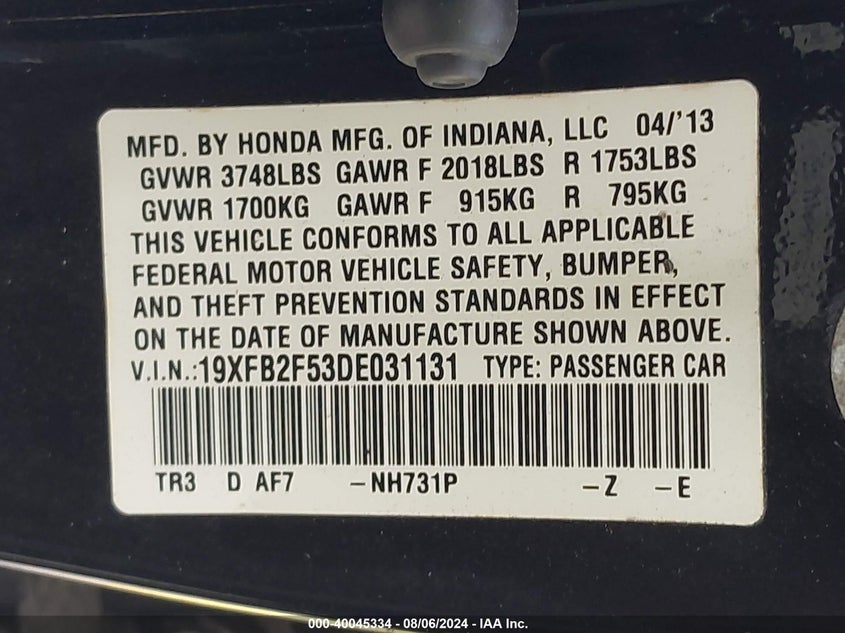 MFD. BY HONDA MFG. OF INDIANA, LLC 04/'13
GVWR 3748LBS GAWR F 2018LBS R 1753LBS
GVWR 1700KG GAWR F 915KG R 795KG
THIS VEHICLE CONFORMS TO ALL APPLICABLE
FEDERAL MOTOR VEHICLE SAFETY, BUMPER,
AND THEFT PREVENTION STANDARDS IN EFFECT
ON THE DATE OF MANUFACTURE SHOWN ABOVE.
V.I.N.:19XFB2F53DE031131 TYPE: PASSENGER CAR
TR3 D AF7 –NH731P –Z –E
000-40045334 - 08/06/2024 - IAA Inc.